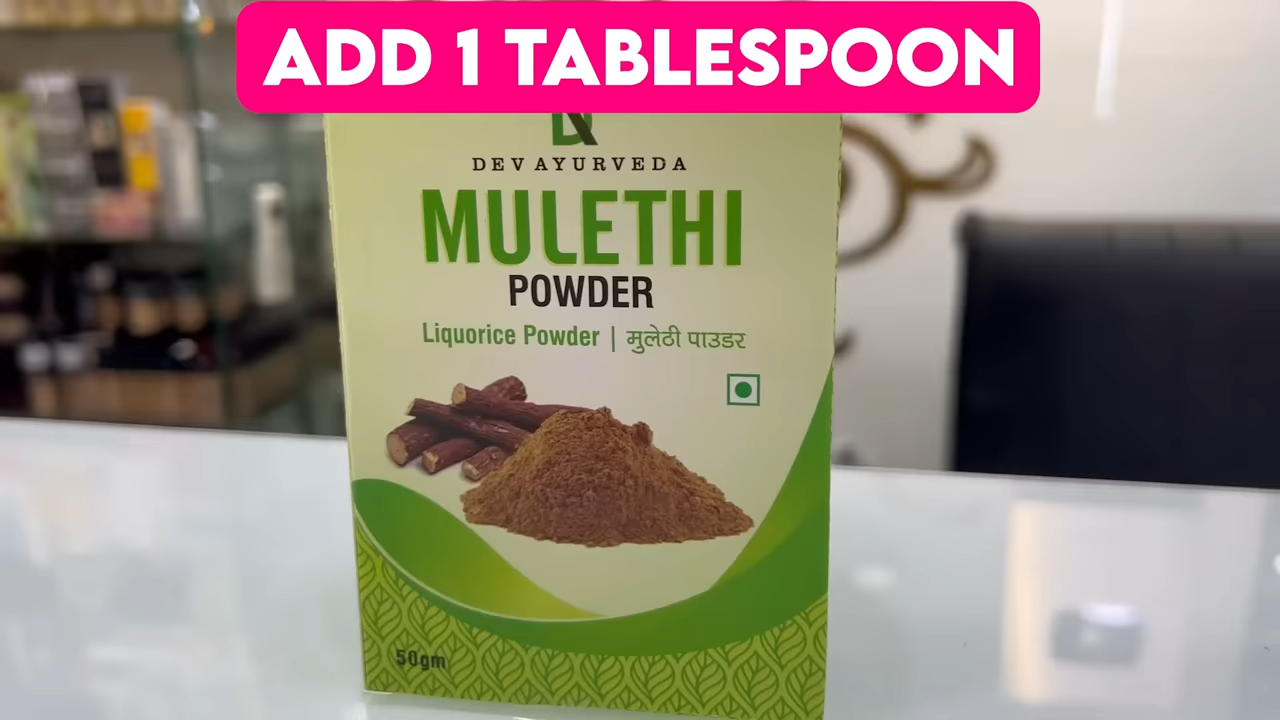 ADD 1 TABLESPOON
DEV AYURVEDA
MULETHI
POWDER
Liquorice Powder | मुलेठी पाउडर
50gm